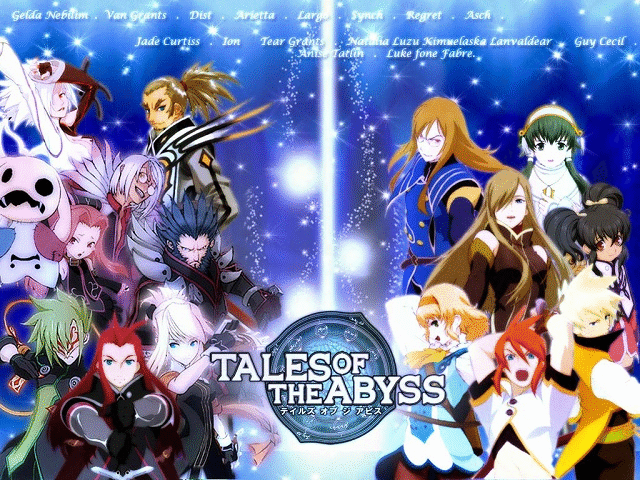 Gelda Nebilim . Van Grants . Dist . Arietta . Largo . Synch . Regret . Asch .
Jade Curtiss . Ion Tear Grants . Natalia Luzu Kimuelaska Lanvaldear Guy Cecil
Anise Tatlin . Luke fone Fabre.
TALES OF
THE ABYSS
テイルズ オブ ジ アビス